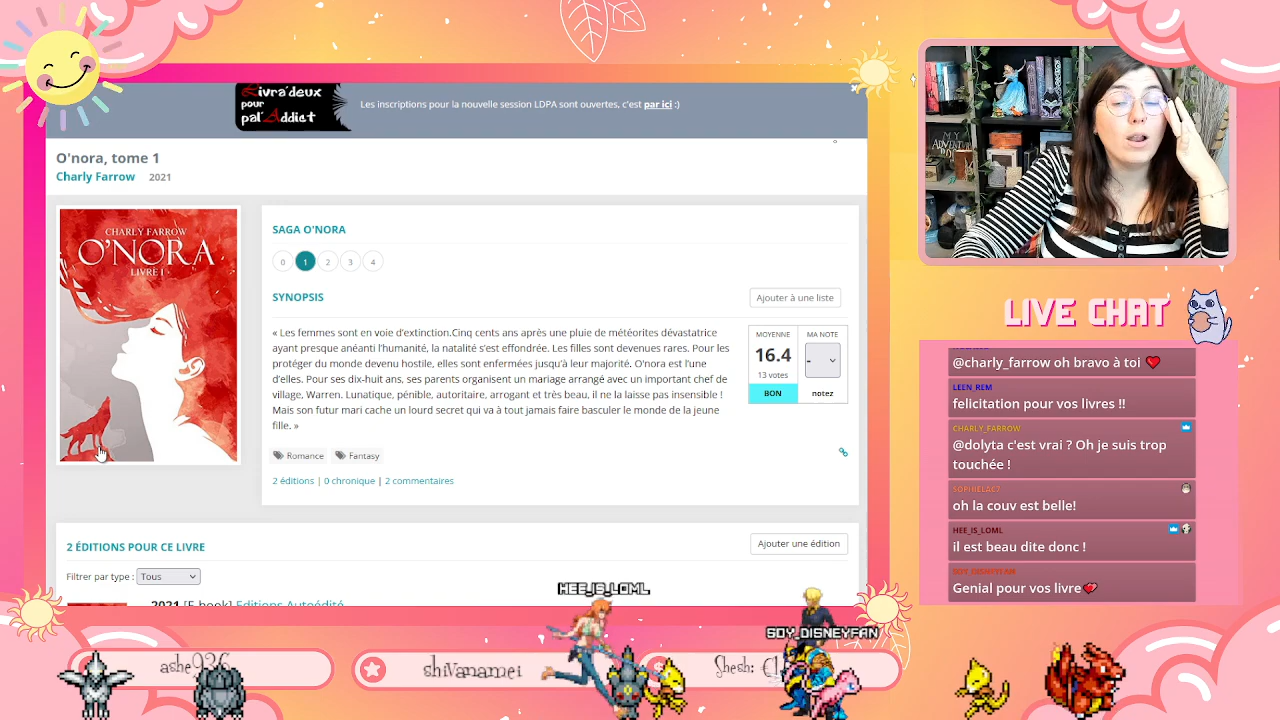 Livra'deux
pour
pal'Addict
Les inscriptions pour la nouvelle session LDPA sont ouvertes, c'est par ici :)
O'nora, tome 1
Charly Farrow 2021
CHARLY FARROW
O'NORA
LIVRE I
SAGA O'NORA
0 1 2 3 4
SYNOPSIS
Ajouter à une liste
« Les femmes sont en voie d'extinction.Cinq cents ans après une pluie de météorites dévastatrice
ayant presque anéanti l'humanité, la natalité s'est effondrée. Les filles sont devenues rares. Pour les
protéger du monde devenu hostile, elles sont enfermées jusqu'à leur majorité. O'nora est l'une
d'elles. Pour ses dix-huit ans, ses parents organisent un mariage arrangé avec un important chef de
village, Warren. Lunatique, pénible, autoritaire, arrogant et très beau, il ne la laisse pas insensible !
Mais son futur mari cache un lourd secret qui va à tout jamais faire basculer le monde de la jeune
fille. »
MOYENNE
16.4
13 votes
BON
MA NOTE
-
notez
Romance Fantasy
2 éditions | 0 chronique | 2 commentaires
2 ÉDITIONS POUR CE LIVRE
Ajouter une édition
Filtrer par type : Tous
2021 [E-book] Editions Autoédité
MY
ADVENTURE
LIVE CHAT
@charly_farrow oh bravo à toi
LEEN_REM
felicitation pour vos livres !!
CHARLY_FARROW
@dolyta c'est vrai ? Oh je suis trop
touchée !
SOPHIELAC7
oh la couv est belle!
HEE_IS_LOML
il est beau dite donc !
SOY_DISNEYFAN
Genial pour vos livre
HEE_IS_LOML
SOY_DISNEYFAN
ashe926
shivanamei
Shesh: